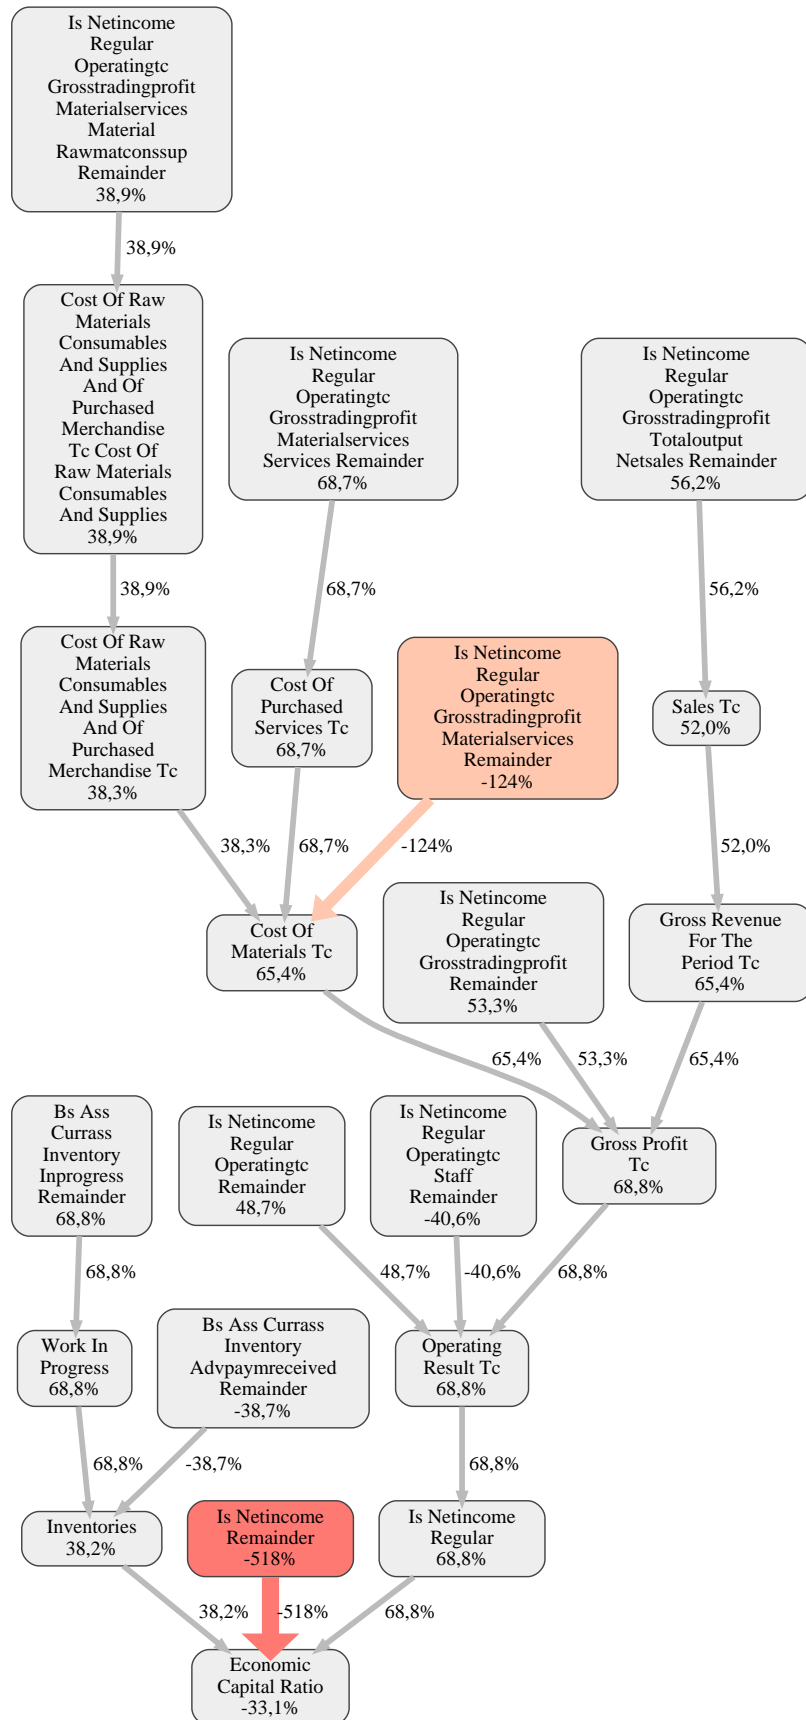 Is Netincome
Regular
Operatingtc
Grosstradingprofit
Materialservices
Material
Rawmatconssup
Remainder
38,9%
38,9%
Cost Of Raw
Materials
Consumables
And Supplies
And Of
Purchased
Merchandise
Tc Cost Of
Raw Materials
Consumables
And Supplies
38,9%
Is Netincome
Regular
Operatingtc
Grosstradingprofit
Materialservices
Services Remainder
68,7%
Is Netincome
Regular
Operatingtc
Grosstradingprofit
Totaloutput
Netsales Remainder
56,2%
38,9%
68,7%
56,2%
Cost Of Raw
Materials
Consumables
And Supplies
And Of
Purchased
Merchandise Tc
38,3%
Cost Of
Purchased
Services Tc
68,7%
Is Netincome
Regular
Operatingtc
Grosstradingprofit
Materialservices
Remainder
-124%
Sales Tc
52,0%
38,3%
68,7%
-124%
52,0%
Cost Of
Materials Tc
65,4%
Is Netincome
Regular
Operatingtc
Grosstradingprofit
Remainder
53,3%
Gross Revenue
For The
Period Tc
65,4%
65,4%
53,3%
65,4%
Bs Ass
Currass
Inventory
Inprogress
Remainder
68,8%
Is Netincome
Regular
Operatingtc
Remainder
48,7%
Is Netincome
Regular
Operatingtc
Staff
Remainder
-40,6%
Gross Profit
Tc
68,8%
68,8%
48,7%
-40,6%
68,8%
Work In
Progress
68,8%
Bs Ass Currass
Inventory
Advpaymreceived
Remainder
-38,7%
Operating
Result Tc
68,8%
68,8%
-38,7%
68,8%
Inventories
38,2%
Is Netincome
Remainder
-518%
Is Netincome
Regular
68,8%
38,2%
-518%
68,8%
Economic
Capital Ratio
-33,1%